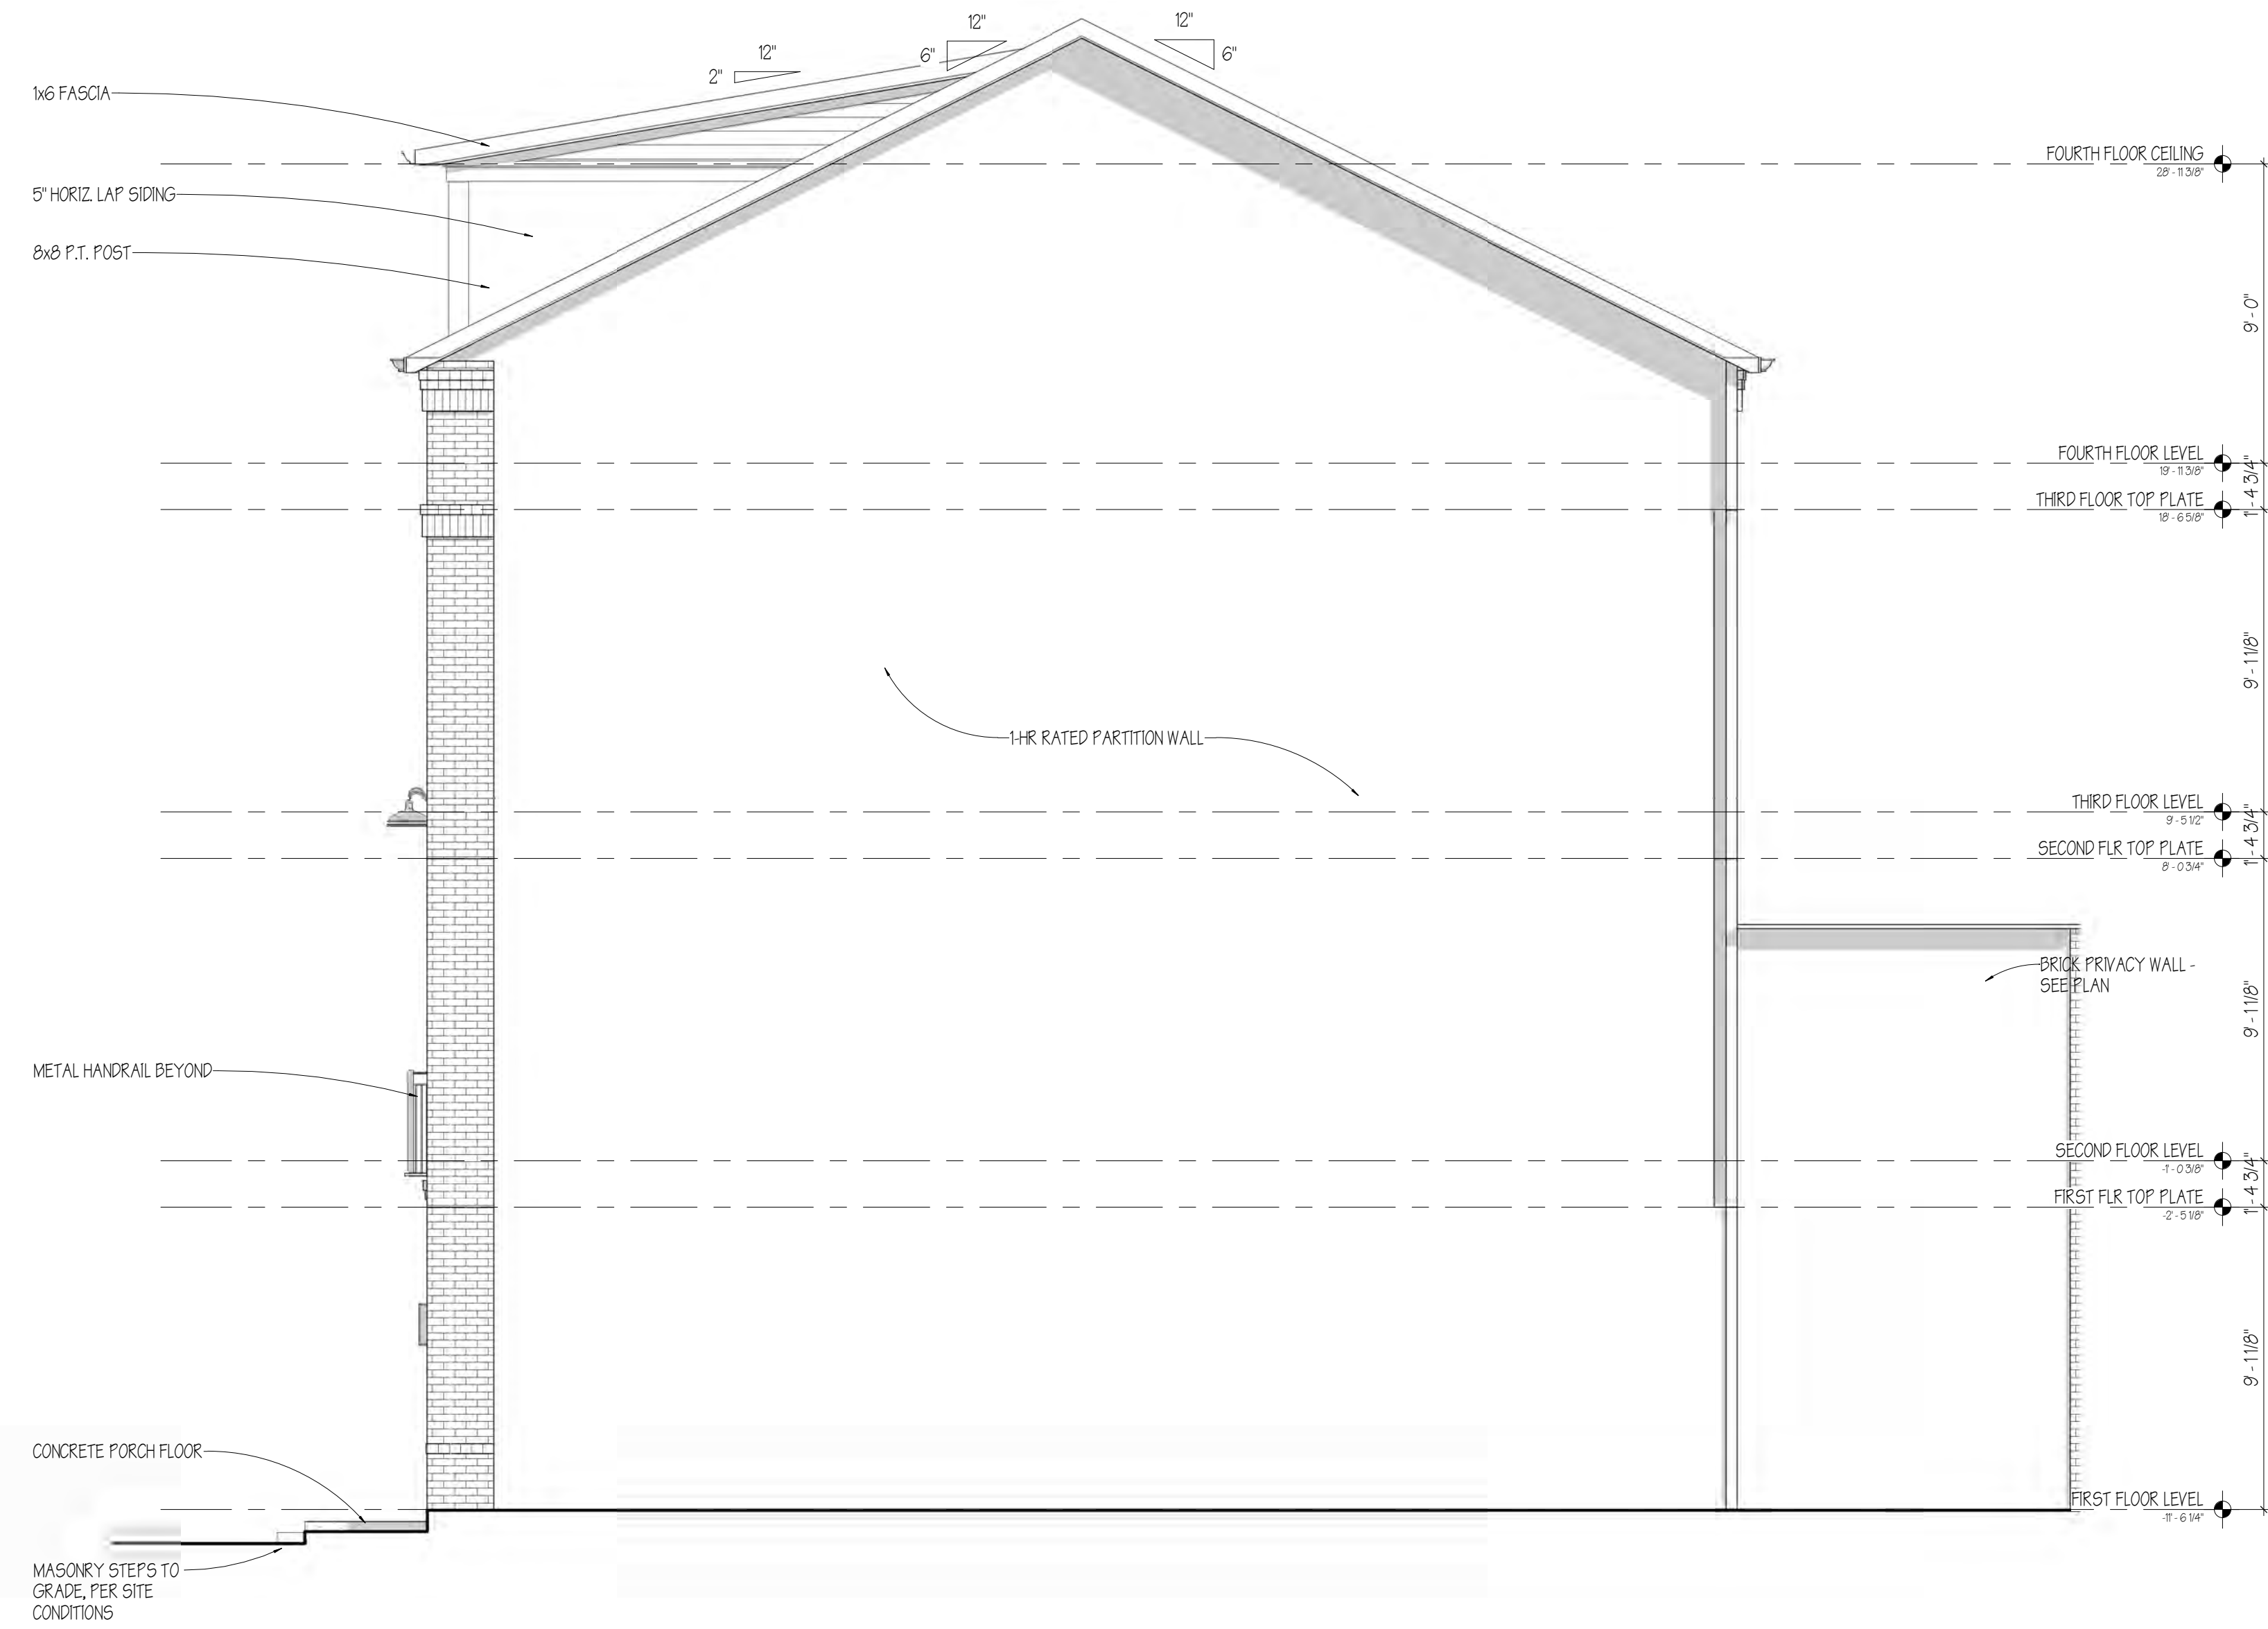 12"
12"
12"
6"
6"
2"
1x6 FASCIA
FOURTH FLOOR CEILING
28' - 11 3/8"
5" HORIZ. LAP SIDING
8x8 P.T. POST
9' - 0"
FOURTH FLOOR LEVEL
19' - 11 3/8"
1' - 4 3/4"
THIRD FLOOR TOP PLATE
18' - 6 5/8"
9' - 1 1/8"
1-HR RATED PARTITION WALL
THIRD FLOOR LEVEL
9' - 5 1/2"
1' - 4 3/4"
SECOND FLR TOP PLATE
8' - 0 3/4"
BRICK PRIVACY WALL -
SEE PLAN
9' - 1 1/8"
METAL HANDRAIL BEYOND
SECOND FLOOR LEVEL
-1' - 0 3/8"
1' - 4 3/4"
FIRST FLR TOP PLATE
-2' - 5 1/8"
9' - 1 1/8"
CONCRETE PORCH FLOOR
FIRST FLOOR LEVEL
-11' - 6 1/4"
MASONRY STEPS TO
GRADE, PER SITE
CONDITIONS